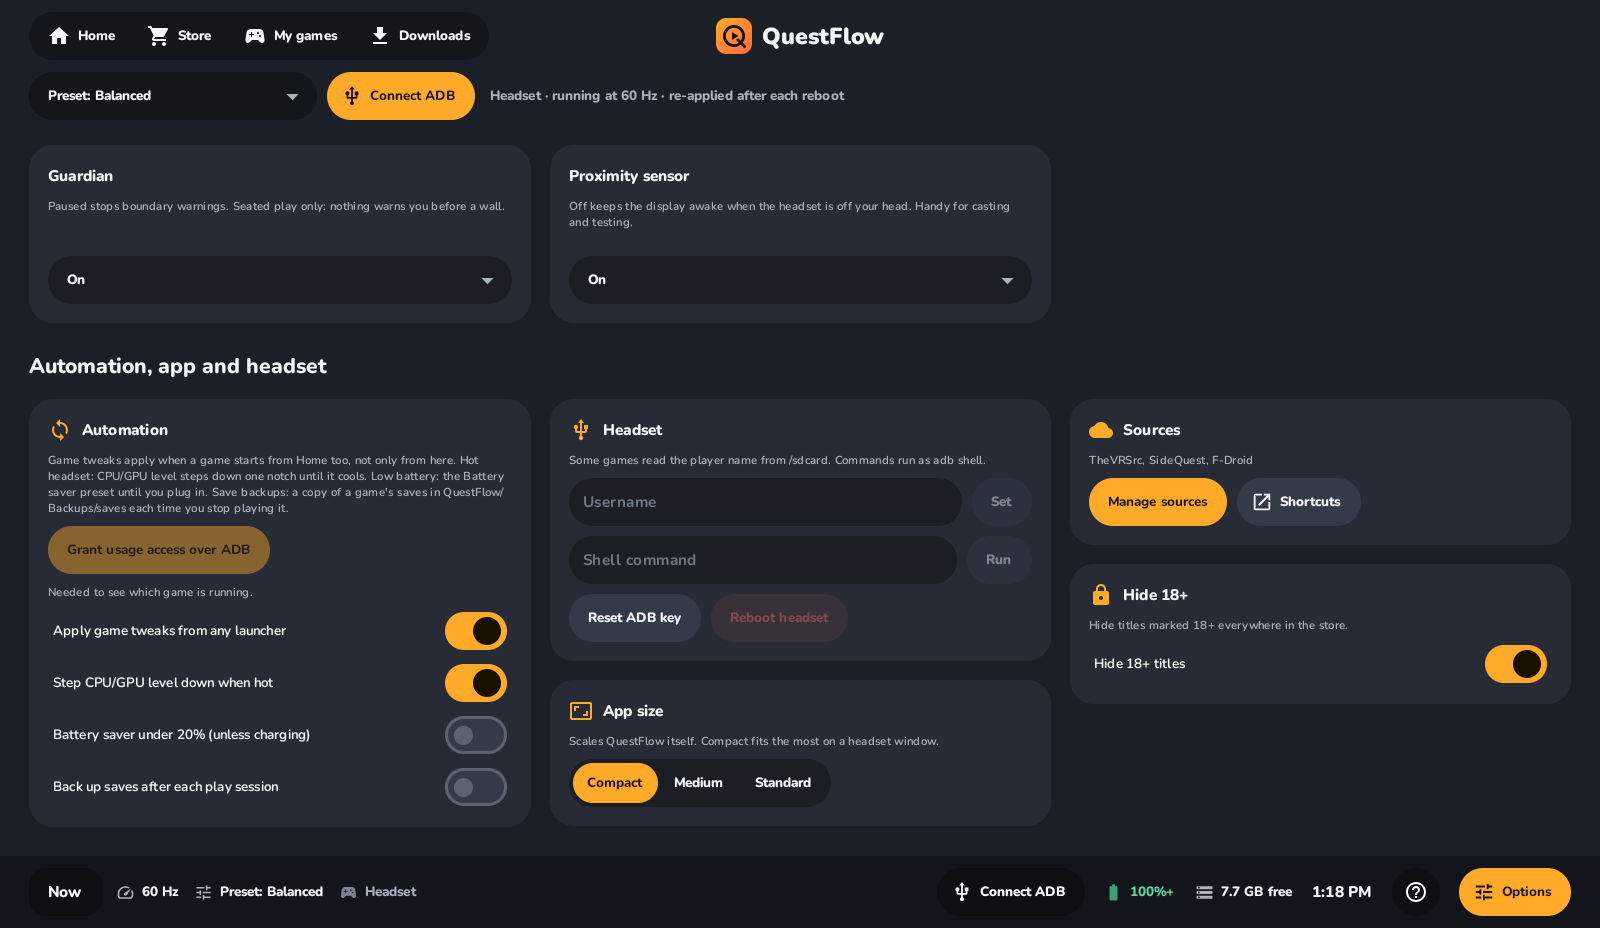 Home
Store
My games
Downloads
QuestFlow
Preset: Balanced
Connect ADB
Headset · running at 60 Hz · re-applied after each reboot
Guardian
Paused stops boundary warnings. Seated play only: nothing warns you before a wall.
On
Proximity sensor
Off keeps the display awake when the headset is off your head. Handy for casting
and testing.
On
Automation, app and headset
Automation
Game tweaks apply when a game starts from Home too, not only from here. Hot
headset: CPU/GPU level steps down one notch until it cools. Low battery: the Battery
saver preset until you plug in. Save backups: a copy of a game's saves in QuestFlow/
Backups/saves each time you stop playing it.
Grant usage access over ADB
Needed to see which game is running.
Apply game tweaks from any launcher
Step CPU/GPU level down when hot
Battery saver under 20% (unless charging)
Back up saves after each play session
Headset
Some games read the player name from /sdcard. Commands run as adb shell.
Username
Set
Shell command
Run
Reset ADB key
Reboot headset
App size
Scales QuestFlow itself. Compact fits the most on a headset window.
Compact
Medium
Standard
Sources
TheVRSrc, SideQuest, F-Droid
Manage sources
Shortcuts
Hide 18+
Hide titles marked 18+ everywhere in the store.
Hide 18+ titles
Now
60 Hz
Preset: Balanced
Headset
Connect ADB
100%+
7.7 GB free
1:18 PM
Options